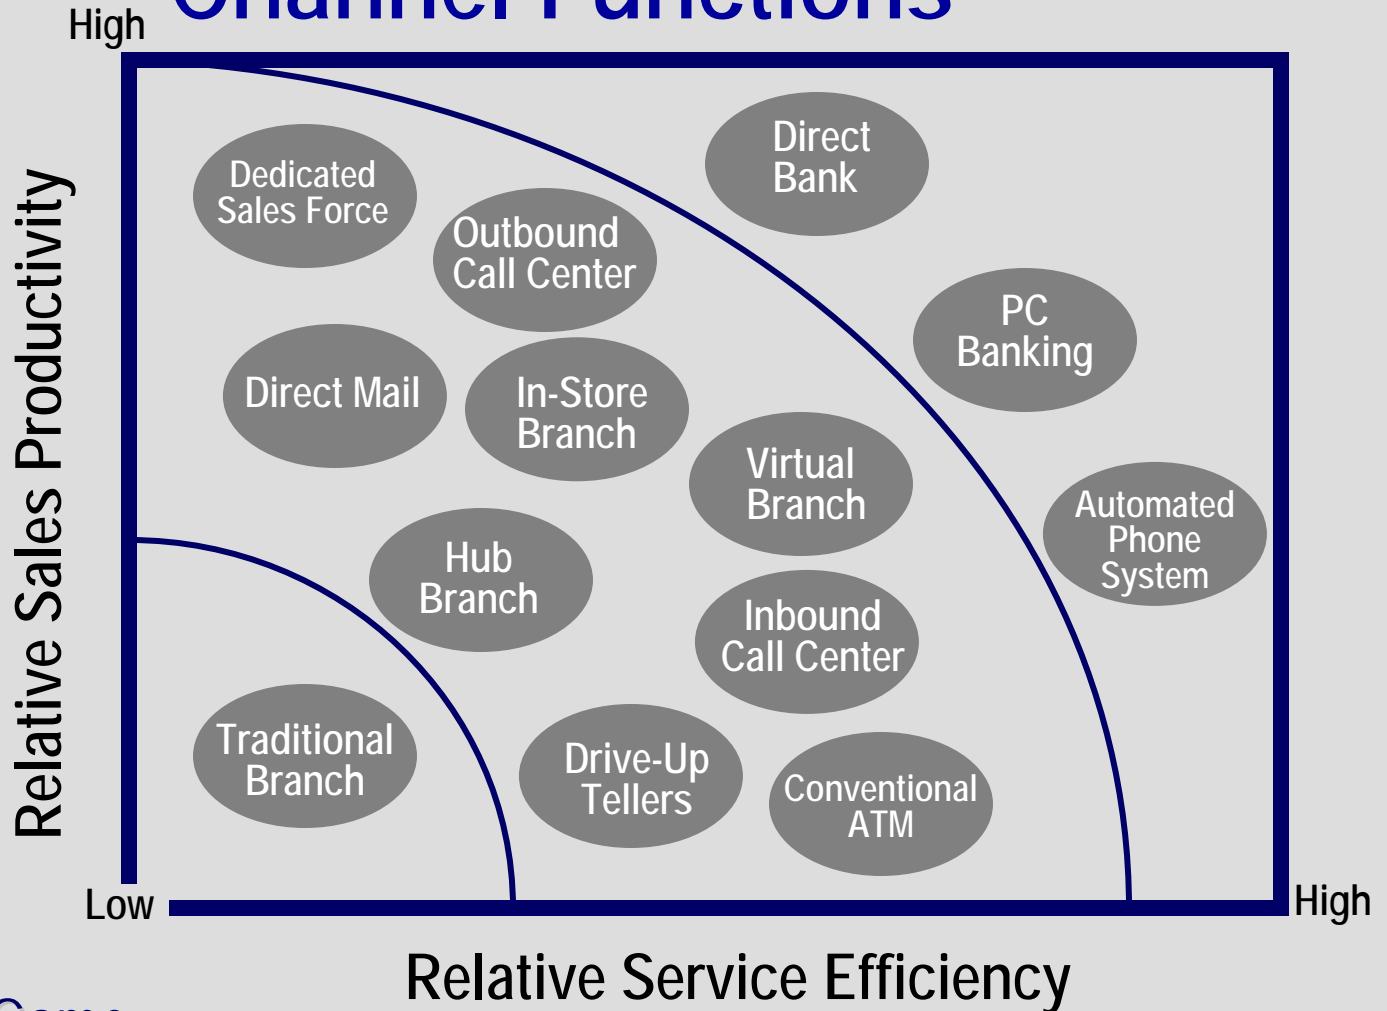 Channel Functions
High
Relative Sales Productivity
Dedicated
Sales Force
Outbound
Call Center
Direct
Bank
PC
Banking
Direct Mail
In-Store
Branch
Virtual
Branch
Automated
Phone
System
Hub
Branch
Inbound
Call Center
Traditional
Branch
Drive-Up
Tellers
Conventional
ATM
Low
High
Relative Service Efficiency